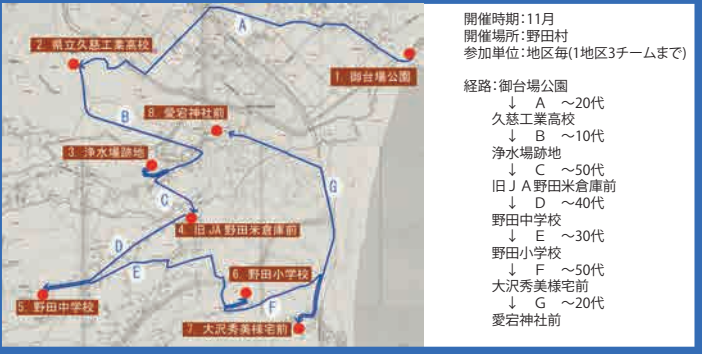 A
2. 県立久慈工業高校
1. 御台場公園
B
8. 愛宕神社前
3. 浄水場跡地
C
G
4. 旧JA野田米倉庫前
D
E
6. 野田小学校
F
5. 野田中学校
7. 大沢秀美様宅前
開催時期:11月
開催場所:野田村
参加単位:地区毎(1地区3チームまで)
経路:御台場公園
↓ A ～20代
久慈工業高校
↓ B ～10代
浄水場跡地
↓ C ～50代
旧ＪＡ野田米倉庫前
↓ D ～40代
野田中学校
↓ E ～30代
野田小学校
↓ F ～50代
大沢秀美様宅前
↓ G ～20代
愛宕神社前